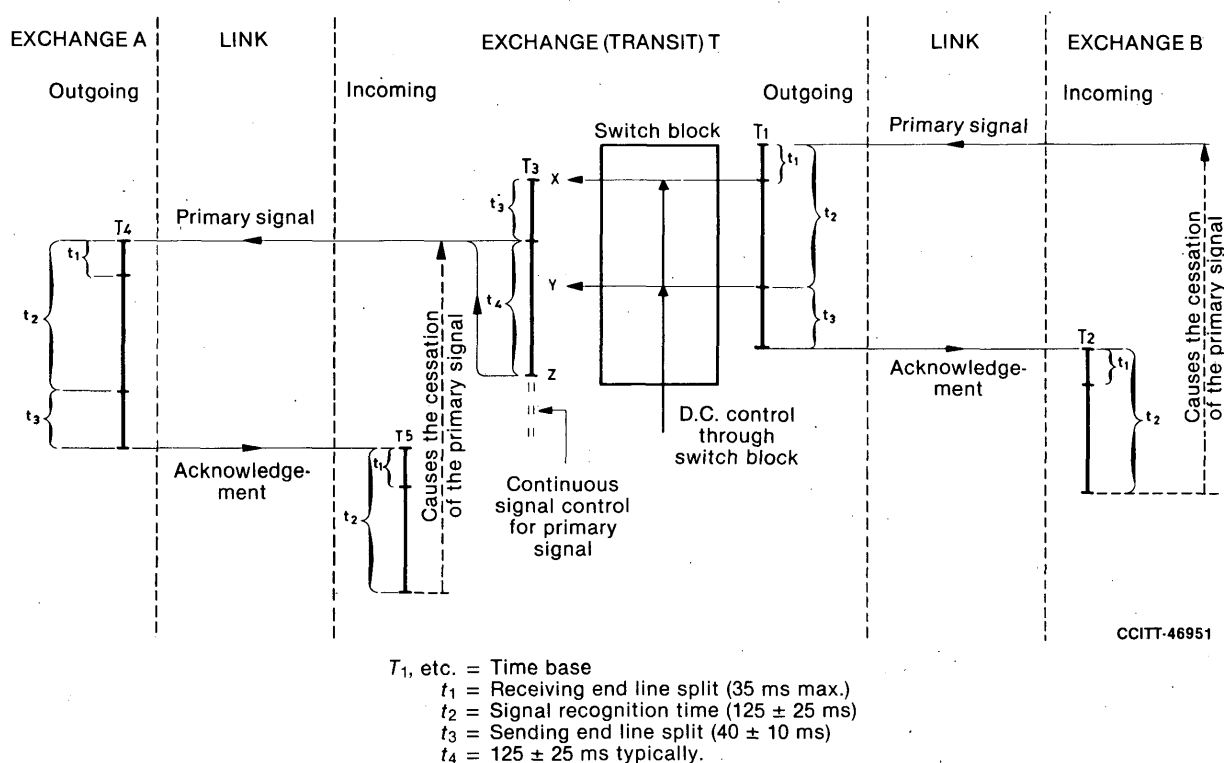 EXCHANGE A
LINK
EXCHANGE (TRANSIT) T
LINK
EXCHANGE B
Outgoing
Incoming
Outgoing
Incoming
Switch block
T1
Primary signal
t1
T3
X
t3
t2
Primary signal
T4
t1
Y
t4
t2
t3
T2
t1
Z
Acknowledge-
ment
t2
t3
T5
t1
Acknowledge-
ment
t2
D.C. control
through
switch block
Continuous
signal control
for primary
signal
Causes the cessation
of the primary signal
Causes the cessation
of the primary signal
CCITT-46951
T1, etc. = Time base
t1 = Receiving end line split (35 ms max.)
t2 = Signal recognition time (125 ± 25 ms)
t3 = Sending end line split (40 ± 10 ms)
t4 = 125 ± 25 ms typically.